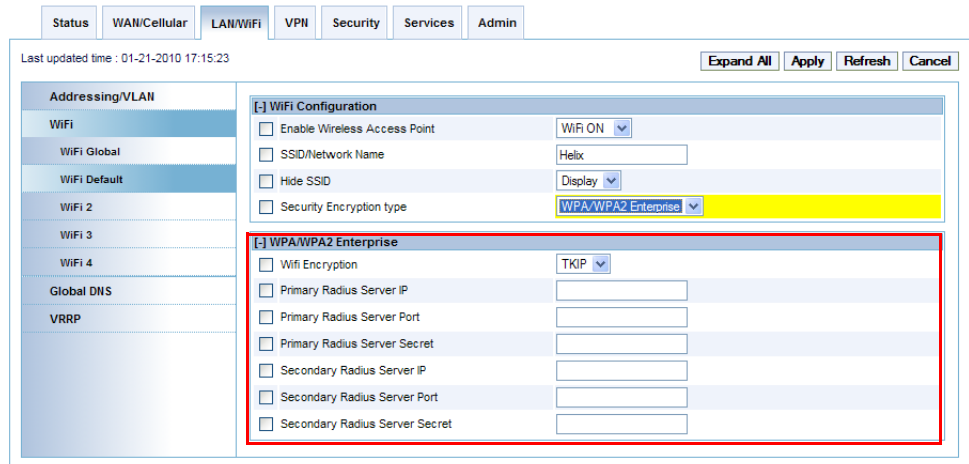 Status WAN/Cellular LAN/WiFi VPN Security Services Admin
Last updated time : 01-21-2010 17:15:23
Expand All Apply Refresh Cancel
Addressing/VLAN
WiFi
WiFi Global
WiFi Default
WiFi 2
WiFi 3
WiFi 4
Global DNS
VRRP
[-] WiFi Configuration
Enable Wireless Access Point WiFi ON
SSID/Network Name Helix
Hide SSID Display
Security Encryption type WPA/WPA2 Enterprise
[-] WPA/WPA2 Enterprise
Wifi Encryption TKIP
Primary Radius Server IP
Primary Radius Server Port
Primary Radius Server Secret
Secondary Radius Server IP
Secondary Radius Server Port
Secondary Radius Server Secret